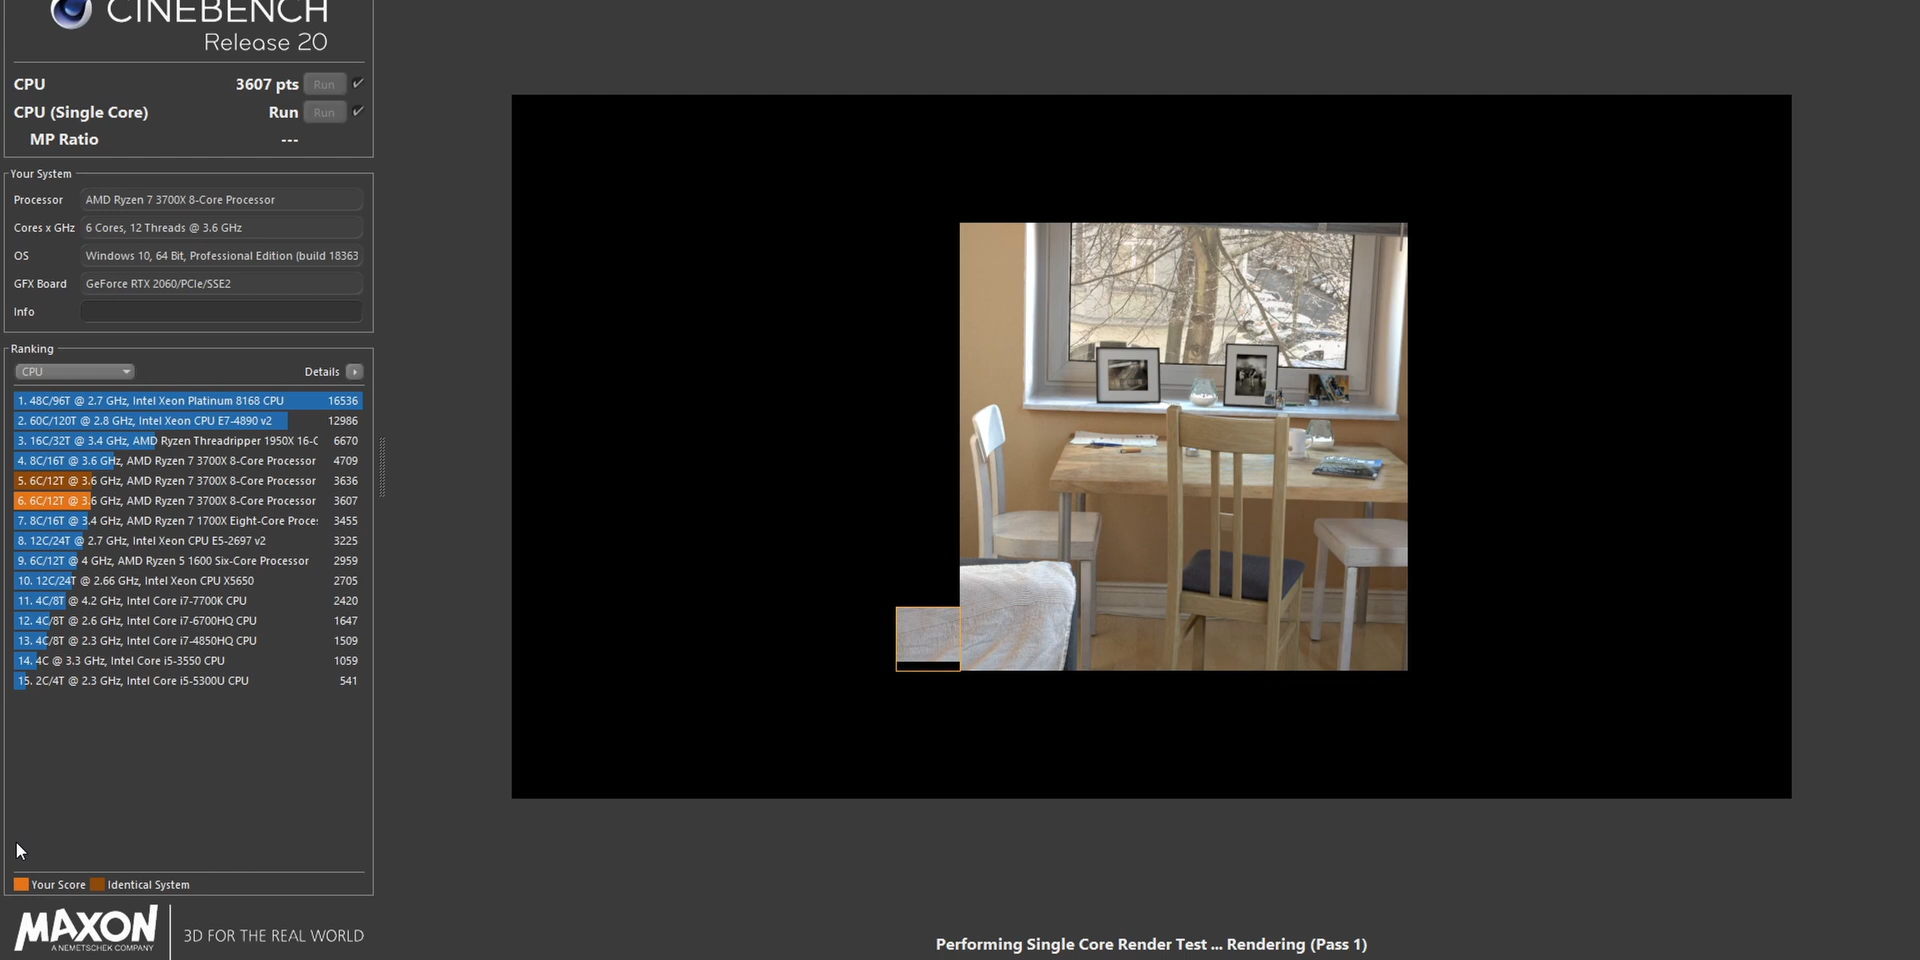 CINEBENCH
Release 20
CPU 3607 pts Run
CPU (Single Core) Run Run
MP Ratio ---
Your System
Processor AMD Ryzen 7 3700X 8-Core Processor
Cores x GHz 6 Cores, 12 Threads @ 3.6 GHz
OS Windows 10, 64 Bit, Professional Edition (build 18363
GFX Board GeForce RTX 2060/PCIe/SSE2
Info
Ranking
CPU Details
1. 48C/96T @ 2.7 GHz, Intel Xeon Platinum 8168 CPU 16536
2. 60C/120T @ 2.8 GHz, Intel Xeon CPU E7-4890 v2 12986
3. 16C/32T @ 3.4 GHz, AMD Ryzen Threadripper 1950X 16-C 6670
4. 8C/16T @ 3.6 GHz, AMD Ryzen 7 3700X 8-Core Processor 4709
5. 6C/12T @ 3.6 GHz, AMD Ryzen 7 3700X 8-Core Processor 3636
6. 6C/12T @ 3.6 GHz, AMD Ryzen 7 3700X 8-Core Processor 3607
7. 8C/16T @ 3.4 GHz, AMD Ryzen 7 1700X Eight-Core Proces 3455
8. 12C/24T @ 2.7 GHz, Intel Xeon CPU E5-2697 v2 3225
9. 6C/12T @ 4 GHz, AMD Ryzen 5 1600 Six-Core Processor 2959
10. 12C/24T @ 2.66 GHz, Intel Xeon CPU X5650 2705
11. 4C/8T @ 4.2 GHz, Intel Core i7-7700K CPU 2420
12. 4C/8T @ 2.6 GHz, Intel Core i7-6700HQ CPU 1647
13. 4C/8T @ 2.3 GHz, Intel Core i7-4850HQ CPU 1509
14. 4C @ 3.3 GHz, Intel Core i5-3550 CPU 1059
15. 2C/4T @ 2.3 GHz, Intel Core i5-5300U CPU 541
Your Score Identical System
MAXON
A NEMETSCHEK COMPANY
3D FOR THE REAL WORLD
Performing Single Core Render Test ... Rendering (Pass 1)